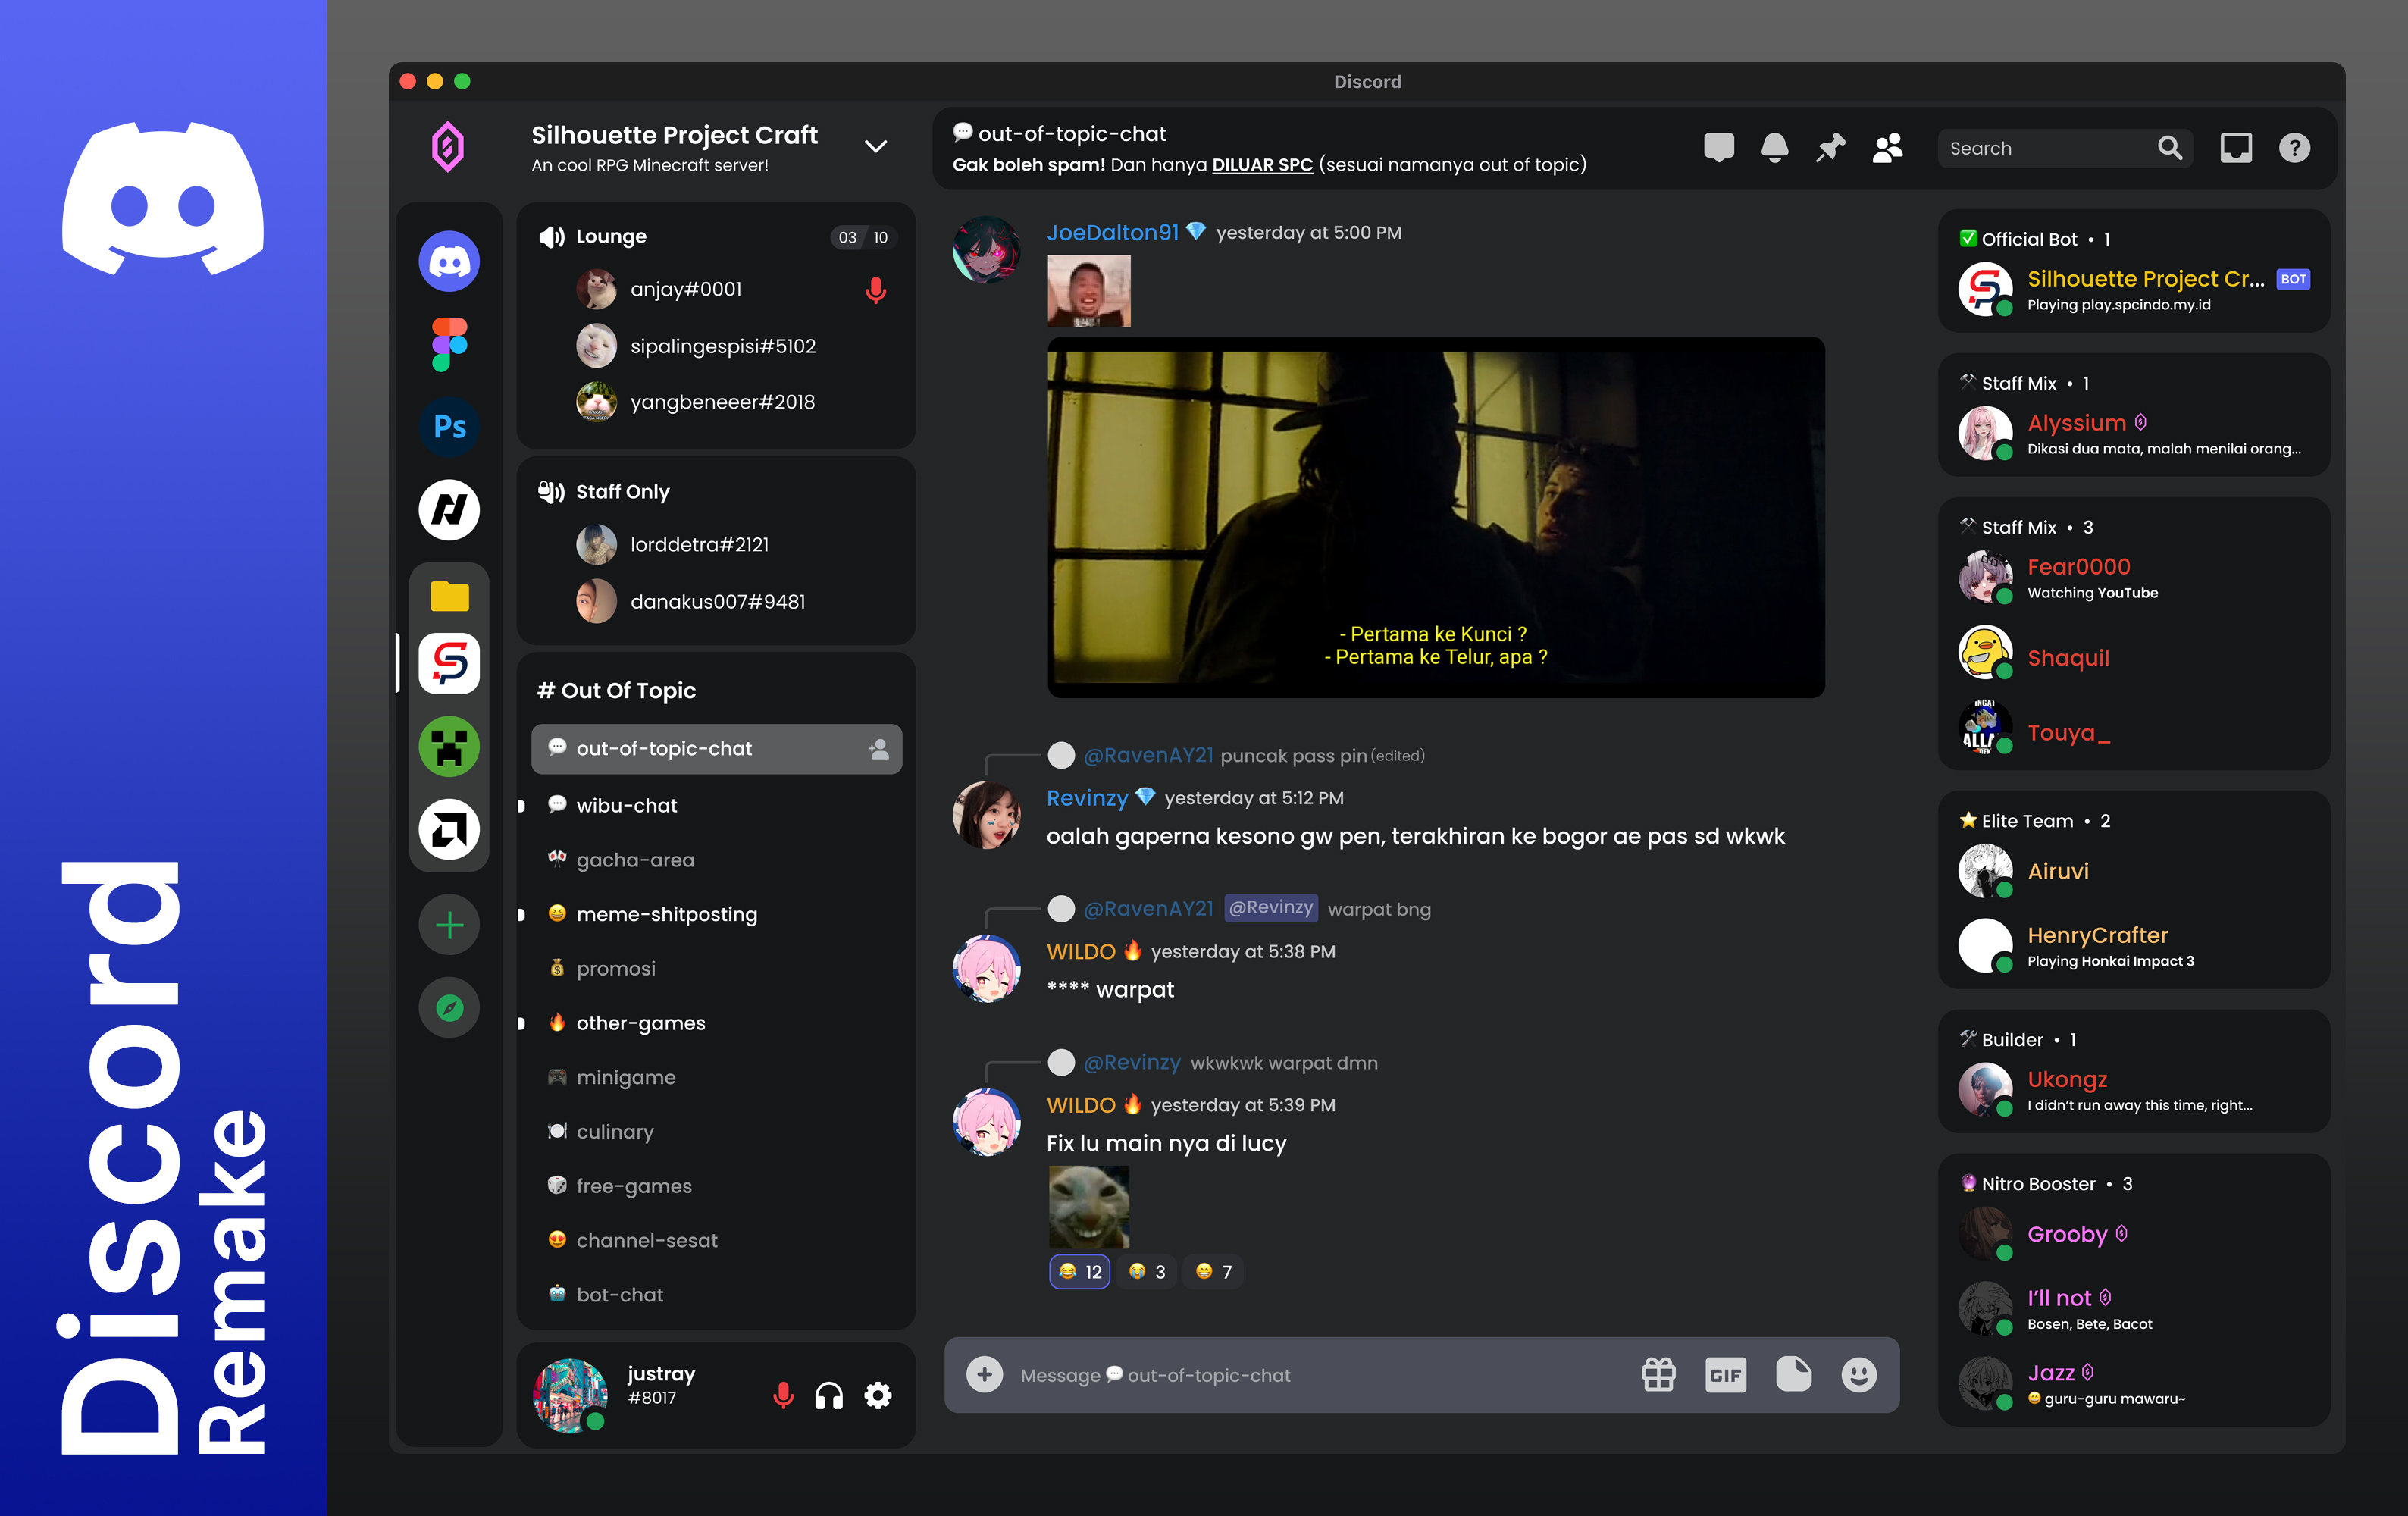 Discord
Remake
Discord
Silhouette Project Craft
An cool RPG Minecraft server!
Ps
Lounge
03 / 10
anjay#0001
sipalingespisi#5102
yangbeneeer#2018
Staff Only
lorddetra#2121
danakus007#9481
# Out Of Topic
out-of-topic-chat
wibu-chat
gacha-area
meme-shitposting
promosi
other-games
minigame
culinary
free-games
channel-sesat
bot-chat
justray
#8017
out-of-topic-chat
Gak boleh spam! Dan hanya DILUAR SPC (sesuai namanya out of topic)
Search
JoeDalton91 yesterday at 5:00 PM
- Pertama ke Kunci ?
- Pertama ke Telur, apa ?
@RavenAY21 puncak pass pin (edited)
Revinzy yesterday at 5:12 PM
oalah gaperna kesono gw pen, terakhiran ke bogor ae pas sd wkwk
@RavenAY21 @Revinzy warpat bng
WILDO yesterday at 5:38 PM
**** warpat
@Revinzy wkwkwk warpat dmn
WILDO yesterday at 5:39 PM
Fix lu main nya di lucy
12 3 7
Message out-of-topic-chat
GIF
Official Bot • 1
Silhouette Project Cr... BOT
Playing play.spcindo.my.id
Staff Mix • 1
Alyssium
Dikasi dua mata, malah menilai orang...
Staff Mix • 3
Fear0000
Watching YouTube
Shaquil
INGAT
Touya_
Elite Team • 2
Airuvi
HenryCrafter
Playing Honkai Impact 3
Builder • 1
Ukongz
I didn't run away this time, right...
Nitro Booster • 3
Grooby
I'll not
Bosen, Bete, Bacot
Jazz
guru-guru mawaru~